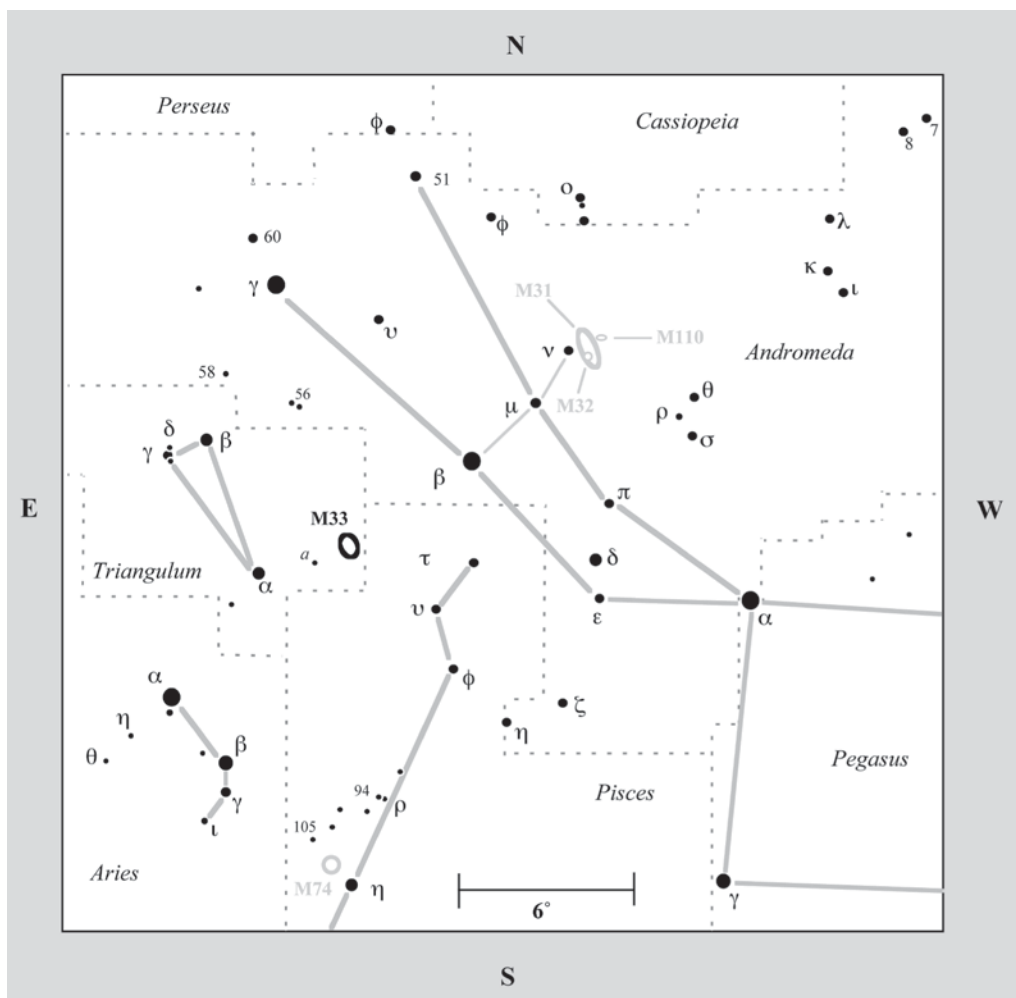 N
Perseus
ϕ
Cassiopeia
7
8
51
ο
ϕ
λ
60
κ
γ
ι
M31
υ
M110
ν
Andromeda
58
56
M32
θ
μ
ρ
δ
β
σ
γ
β
E
π
W
M33
a
τ
δ
Triangulum
α
υ
ε
α
ϕ
α
ζ
η
η
β
θ
Pegasus
94
Pisces
γ
ρ
105
ι
Aries
M74
η
6°
γ
S